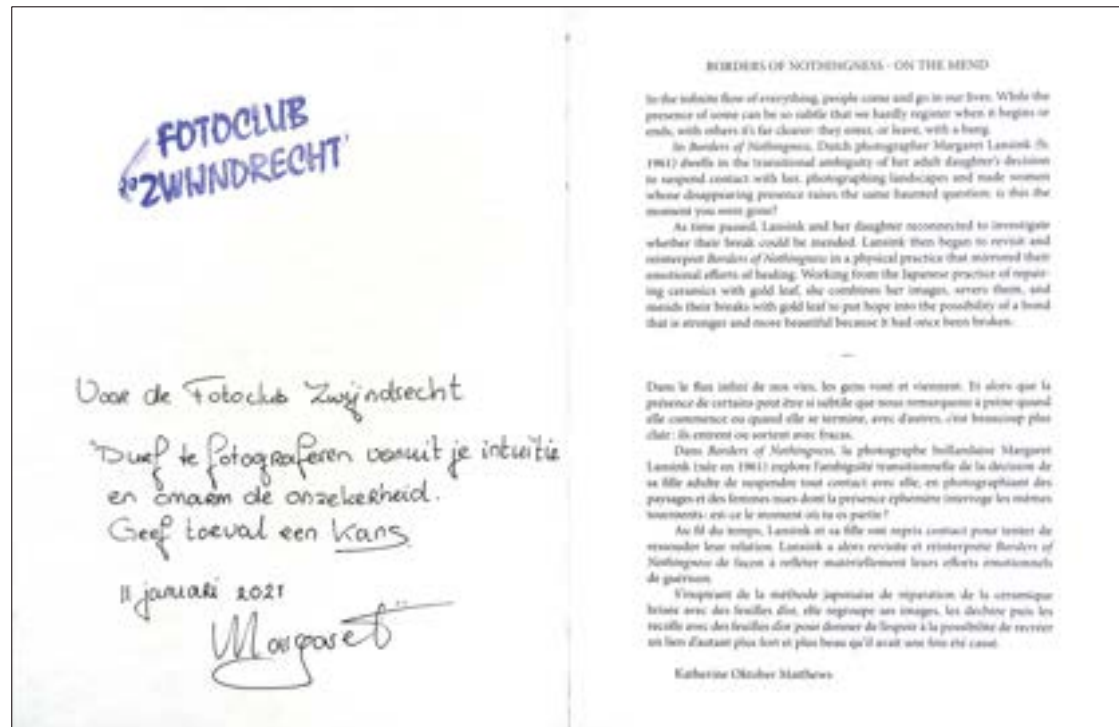 FOTOCLUB
ZWIJNDRECHT
Voor de Fotoclub Zwijndrecht
Durf te fotograferen vanuit je intuïtie
en omarm de onzekerheid.
Geef toeval een Kans
11 januari 2021
Margaret
BORDERS OF NOTHINGNESS - ON THE MEND
In the infinite flow of everything, people come and go in our lives. While the
presence of some can be so subtle that we hardly register when it begins or
ends, with others it's far clearer: they enter, or leave, with a bang.
In Borders of Nothingness, Dutch photographer Margaret Lansink (b.
1961) dwells in the transitional ambiguity of her adult daughter's decision
to suspend contact with her, photographing landscapes and nude women
whose disappearing presence raises the same haunted question: is this the
moment you were gone?
As time passed, Lansink and her daughter reconnected to investigate
whether their break could be mended. Lansink then began to revisit and
reinterpret Borders of Nothingness in a physical practice that mirrored their
emotional efforts of healing. Working from the Japanese practice of repair-
ing ceramics with gold leaf, she combines her images, severs them, and
mends their breaks with gold leaf to put hope into the possibility of a bond
that is stronger and more beautiful because it had once been broken.
Dans le flux infini de nos vies, les gens vont et viennent. Et alors que la
présence de certains peut être si subtile que nous remarquons à peine quand
elle commence ou quand elle se termine, avec d'autres, c'est beaucoup plus
clair : ils entrent ou sortent avec fracas.
Dans Borders of Nothingness, la photographe hollandaise Margaret
Lansink (née en 1961) explore l'ambiguïté transitionnelle de la décision de
sa fille adulte de suspendre tout contact avec elle, en photographiant des
paysages et des femmes nues dont la présence éphémère interroge les mêmes
tourments : est-ce le moment où tu es partie ?
Au fil du temps, Lansink et sa fille ont repris contact pour tenter de
ressouder leur relation. Lansink a alors revisité et réinterprété Borders of
Nothingness de façon à refléter matériellement leurs efforts émotionnels
de guérison.
S'inspirant de la méthode japonaise de réparation de la céramique
brisée avec des feuilles d'or, elle regroupe ses images, les déchire puis les
recolle avec des feuilles d'or pour donner de l'espoir à la possibilité de recréer
un lien d'autant plus fort et plus beau qu'il avait une fois été cassé.
Katherine Oktober Matthews